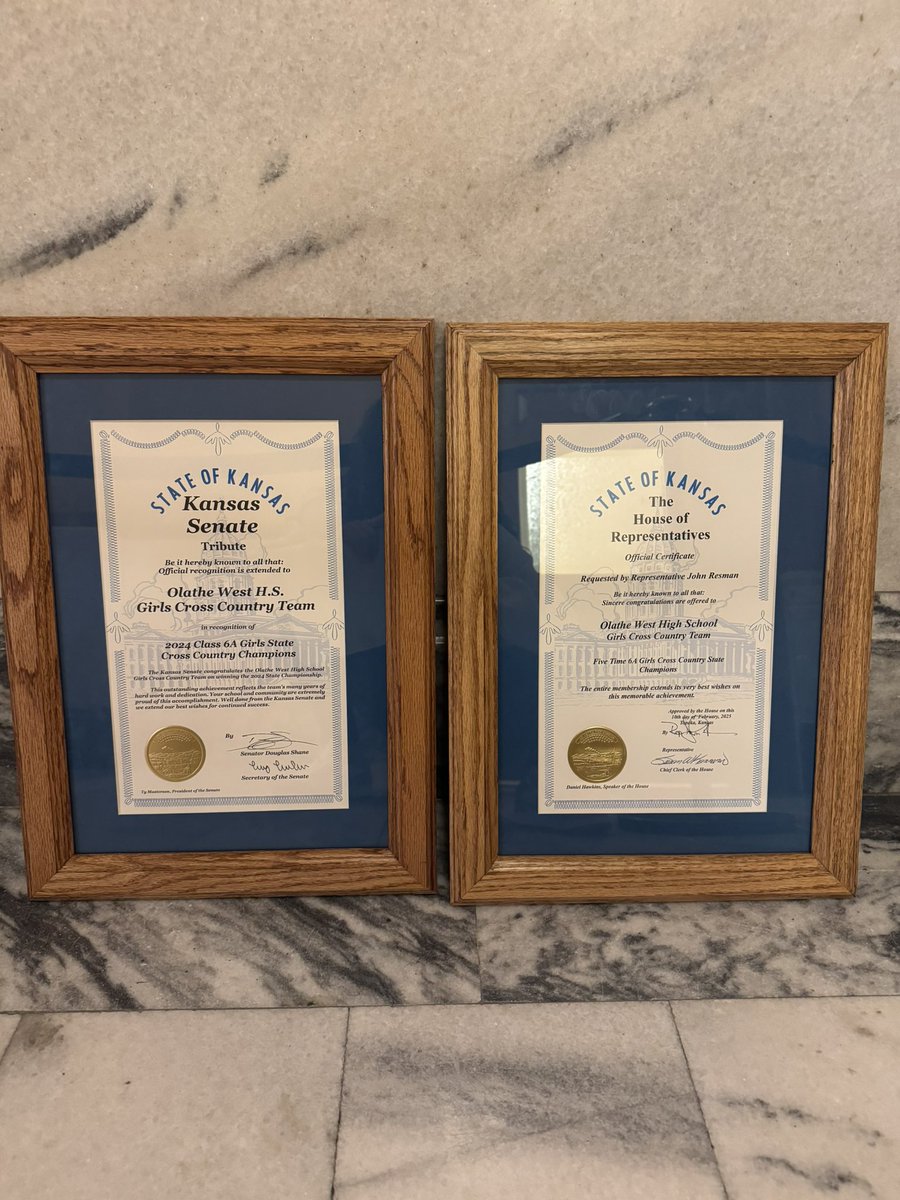 STATE OF KANSAS
Kansas
Senate
Tribute
Be it hereby known to all that:
Official recognition is extended to
Olathe West H.S.
Girls Cross Country Team
in recognition of
2024 Class 6A Girls State
Cross Country Champions
The Kansas Senate congratulates the Olathe West High School
Girls Cross Country Team on winning the 2024 State Championship.
This outstanding achievement reflects the team's many years of
hard work and dedication. Your school and community are extremely
proud of this accomplishment. Well done from the Kansas Senate and
we extend our best wishes for continued success.
By
Senator Douglas Shane
Secretary of the Senate
Ty Masterson, President of the Senate
STATE OF KANSAS
The
House of
Representatives
Official Certificate
Requested by Representative John Resman
Be it hereby known to all that:
Sincere congratulations are offered to
Olathe West High School
Girls Cross Country Team
Five Time 6A Girls Cross Country State
Champions
The entire membership extends its very best wishes on
this memorable achievement.
Approved by the House on this
10th day of February, 2025
Topeka, Kansas
By
Representative
Chief Clerk of the House
Daniel Hawkins, Speaker of the House